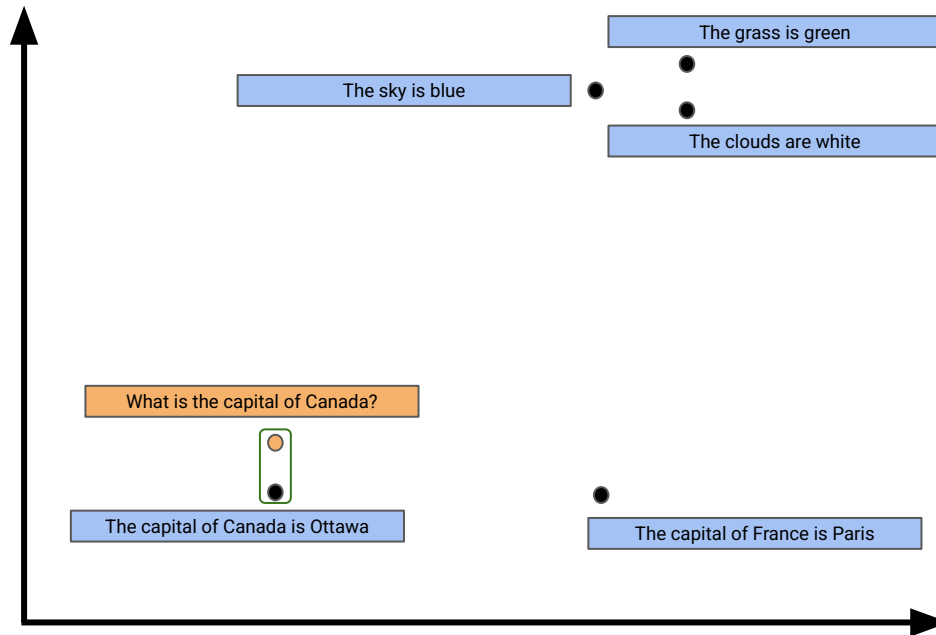 The grass is green
The sky is blue
The clouds are white
What is the capital of Canada?
The capital of Canada is Ottawa
The capital of France is Paris